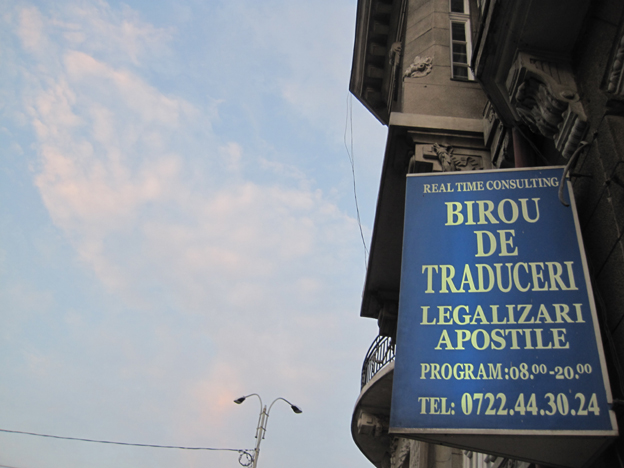 REAL TIME CONSULTING
BIROU
DE
TRADUCERI
LEGALIZARI
APOSTILE
PROGRAM:08.00-20.00
TEL: 0722.44.30.24